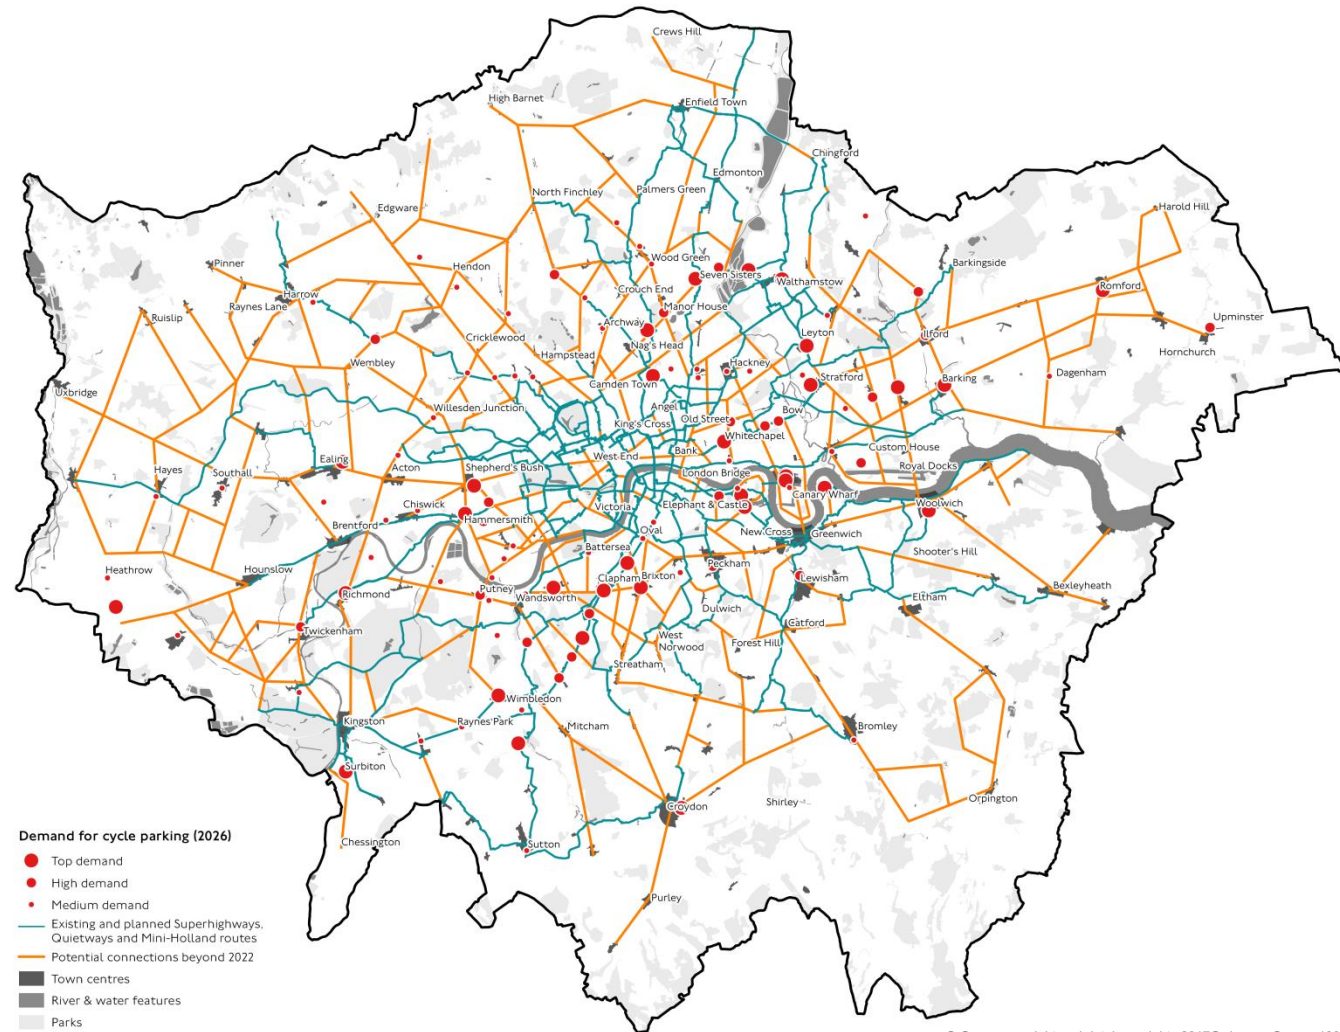 Crews Hill
High Barnet
Enfield Town
Chingford
Edmonton
North Finchley
Palmers Green
Edgware
Harold Hill
Wood Green
Barkingside
Pinner
Hendon
Seven Sisters
Walthamstow
Romford
Harrow
Crouch End
Raynes Lane
Manor House
Ruislip
Archway
Upminster
Leyton
Ilford
Cricklewood
Nag's Head
Hornchurch
Hampstead
Wembley
Hackney
Dagenham
Camden Town
Stratford
Barking
Uxbridge
Willesden Junction
Angel
Bow
Old Street
King's Cross
Whitechapel
Custom House
Bank
West End
Ealing
Acton
Shepherd's Bush
Royal Docks
Hayes
Southall
London Bridge
Canary Wharf
Chiswick
Victoria
Elephant & Castle
Woolwich
Hammersmith
Brentford
Oval
New Cross
Greenwich
Battersea
Shooter's Hill
Peckham
Heathrow
Hounslow
Clapham
Brixton
Lewisham
Bexleyheath
Putney
Richmond
Wandsworth
Eltham
Dulwich
Catford
Twickenham
West
Norwood
Forest Hill
Streatham
Wimbledon
Kingston
Raynes Park
Mitcham
Bromley
Surbiton
Orpington
Croydon
Shirley
Chessington
Sutton
Purley
Demand for cycle parking (2026)
Top demand
High demand
Medium demand
Existing and planned Superhighways,
Quietways and Mini-Holland routes
Potential connections beyond 2022
Town centres
River & water features
Parks